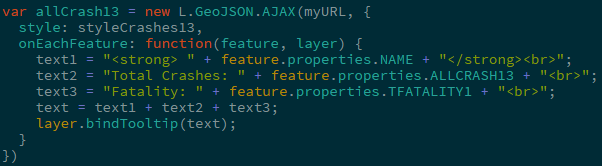 var allCrash13 = new L.GeoJSON.AJAX(myURL, {
  style: styleCrashes13,
  onEachFeature: function(feature, layer) {
    text1 = "<strong> " + feature.properties.NAME + "</strong><br>";
    text2 = "Total Crashes: " + feature.properties.ALLCRASH13 + "<br>";
    text3 = "Fatality: " + feature.properties.TFATALITY1 + "<br>";
    text = text1 + text2 + text3;
    layer.bindTooltip(text);
  }
})